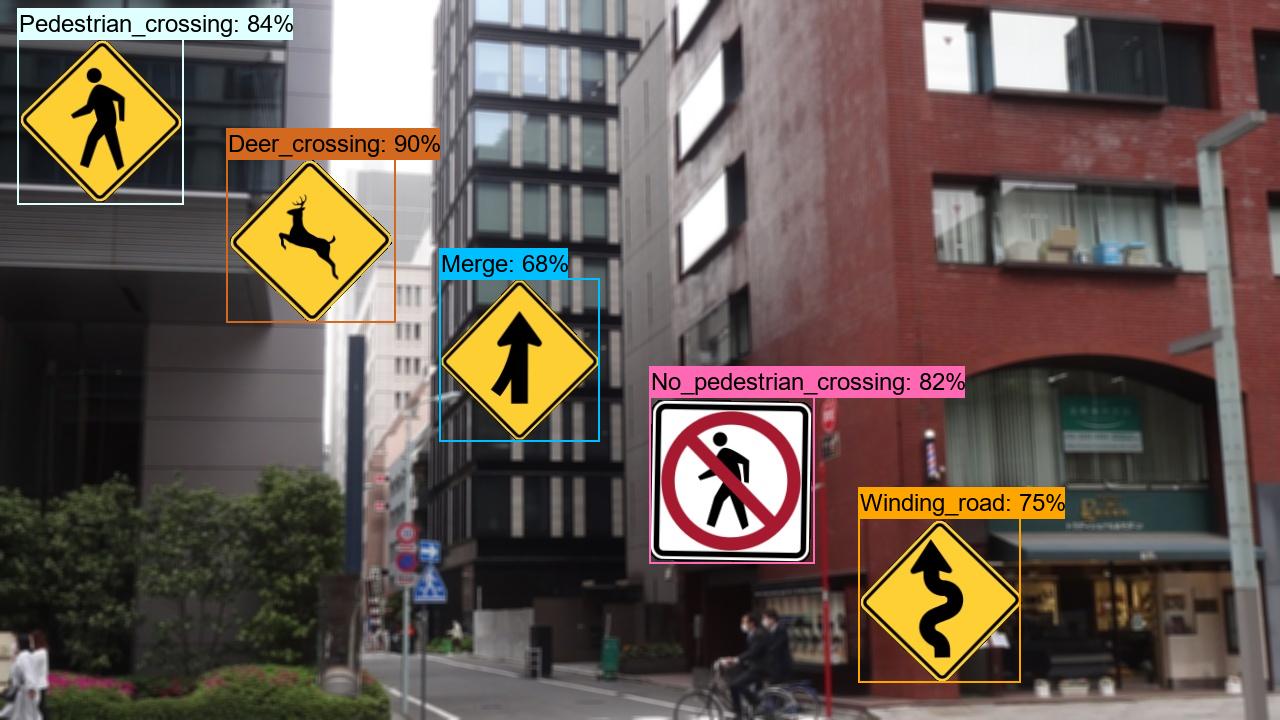 Pedestrian_crossing: 84%
Deer_crossing: 90%
Merge: 68%
No_pedestrian_crossing: 82%
Winding_road: 75%